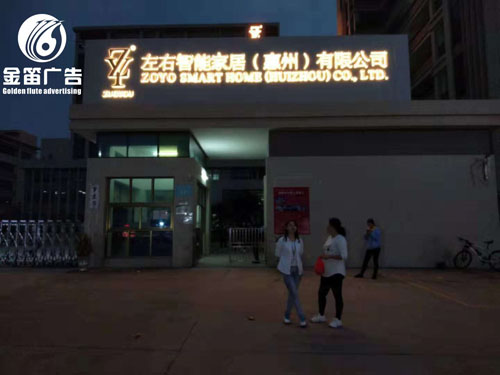 金笛广告
Golden flute advertising
左右智能家居（惠州）有限公司
ZOYO SMART HOME (HUIZHOU) CO., LTD.